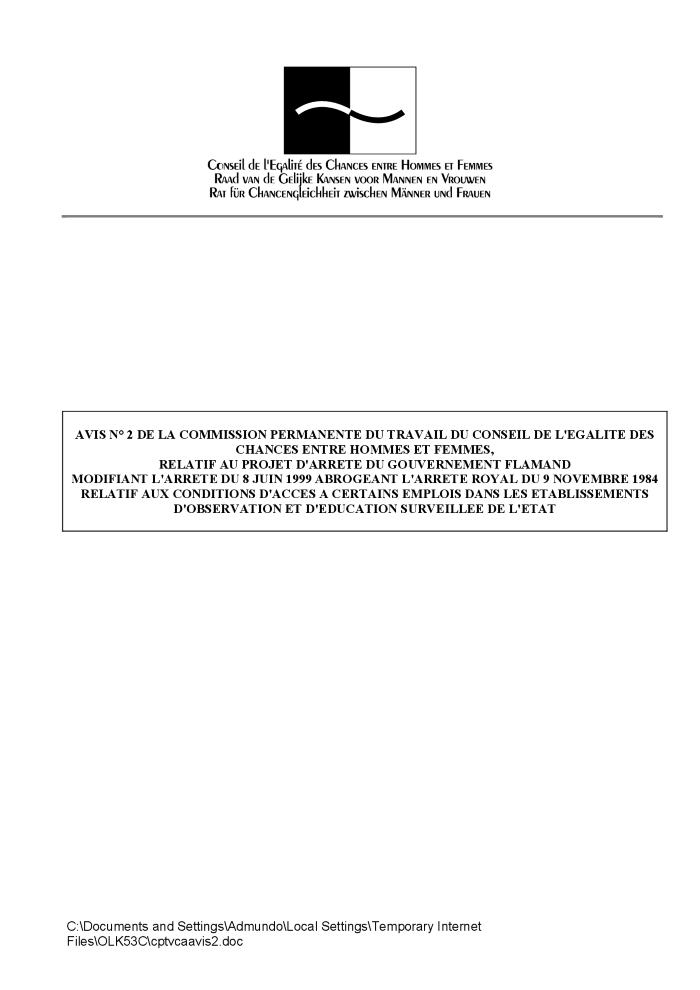 Conseil de l'Egalité des Chances entre Hommes et Femmes
Raad van de Gelijke Kansen voor Mannen en Vrouwen
Rat für Chancengleichheit zwischen Männer und Frauen
AVIS N° 2 DE LA COMMISSION PERMANENTE DU TRAVAIL DU CONSEIL DE L'EGALITE DES
CHANCES ENTRE HOMMES ET FEMMES,
RELATIF AU PROJET D'ARRETE DU GOUVERNEMENT FLAMAND
MODIFIANT L'ARRETE DU 8 JUIN 1999 ABROGEANT L'ARRETE ROYAL DU 9 NOVEMBRE 1984
RELATIF AUX CONDITIONS D'ACCES A CERTAINS EMPLOIS DANS LES ETABLISSEMENTS
D'OBSERVATION ET D'EDUCATION SURVEILLEE DE L'ETAT
C:\Documents and Settings\Admundo\Local Settings\Temporary Internet
Files\OLK53C\cptvcaavis2.doc